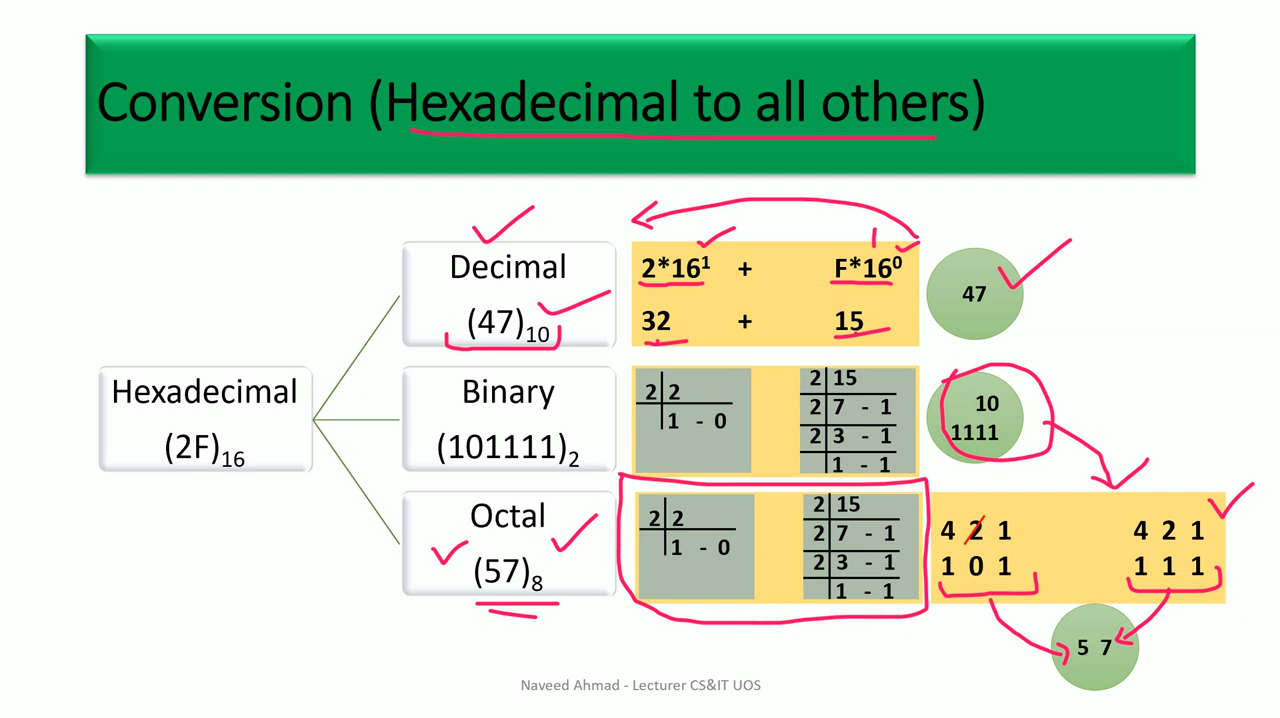 Conversion (Hexadecimal to all others)
Hexadecimal
(2F)16
Decimal
(47)10
2*16¹ + F*16⁰
32 + 15
47
Binary
(101111)2
2 2
1 - 0
2 15
2 7 - 1
2 3 - 1
1 - 1
10
1111
Octal
(57)8
2 2
1 - 0
2 15
2 7 - 1
2 3 - 1
1 - 1
4 2 1 4 2 1
1 0 1 1 1 1
5 7
Naveed Ahmad - Lecturer CS&IT UOS